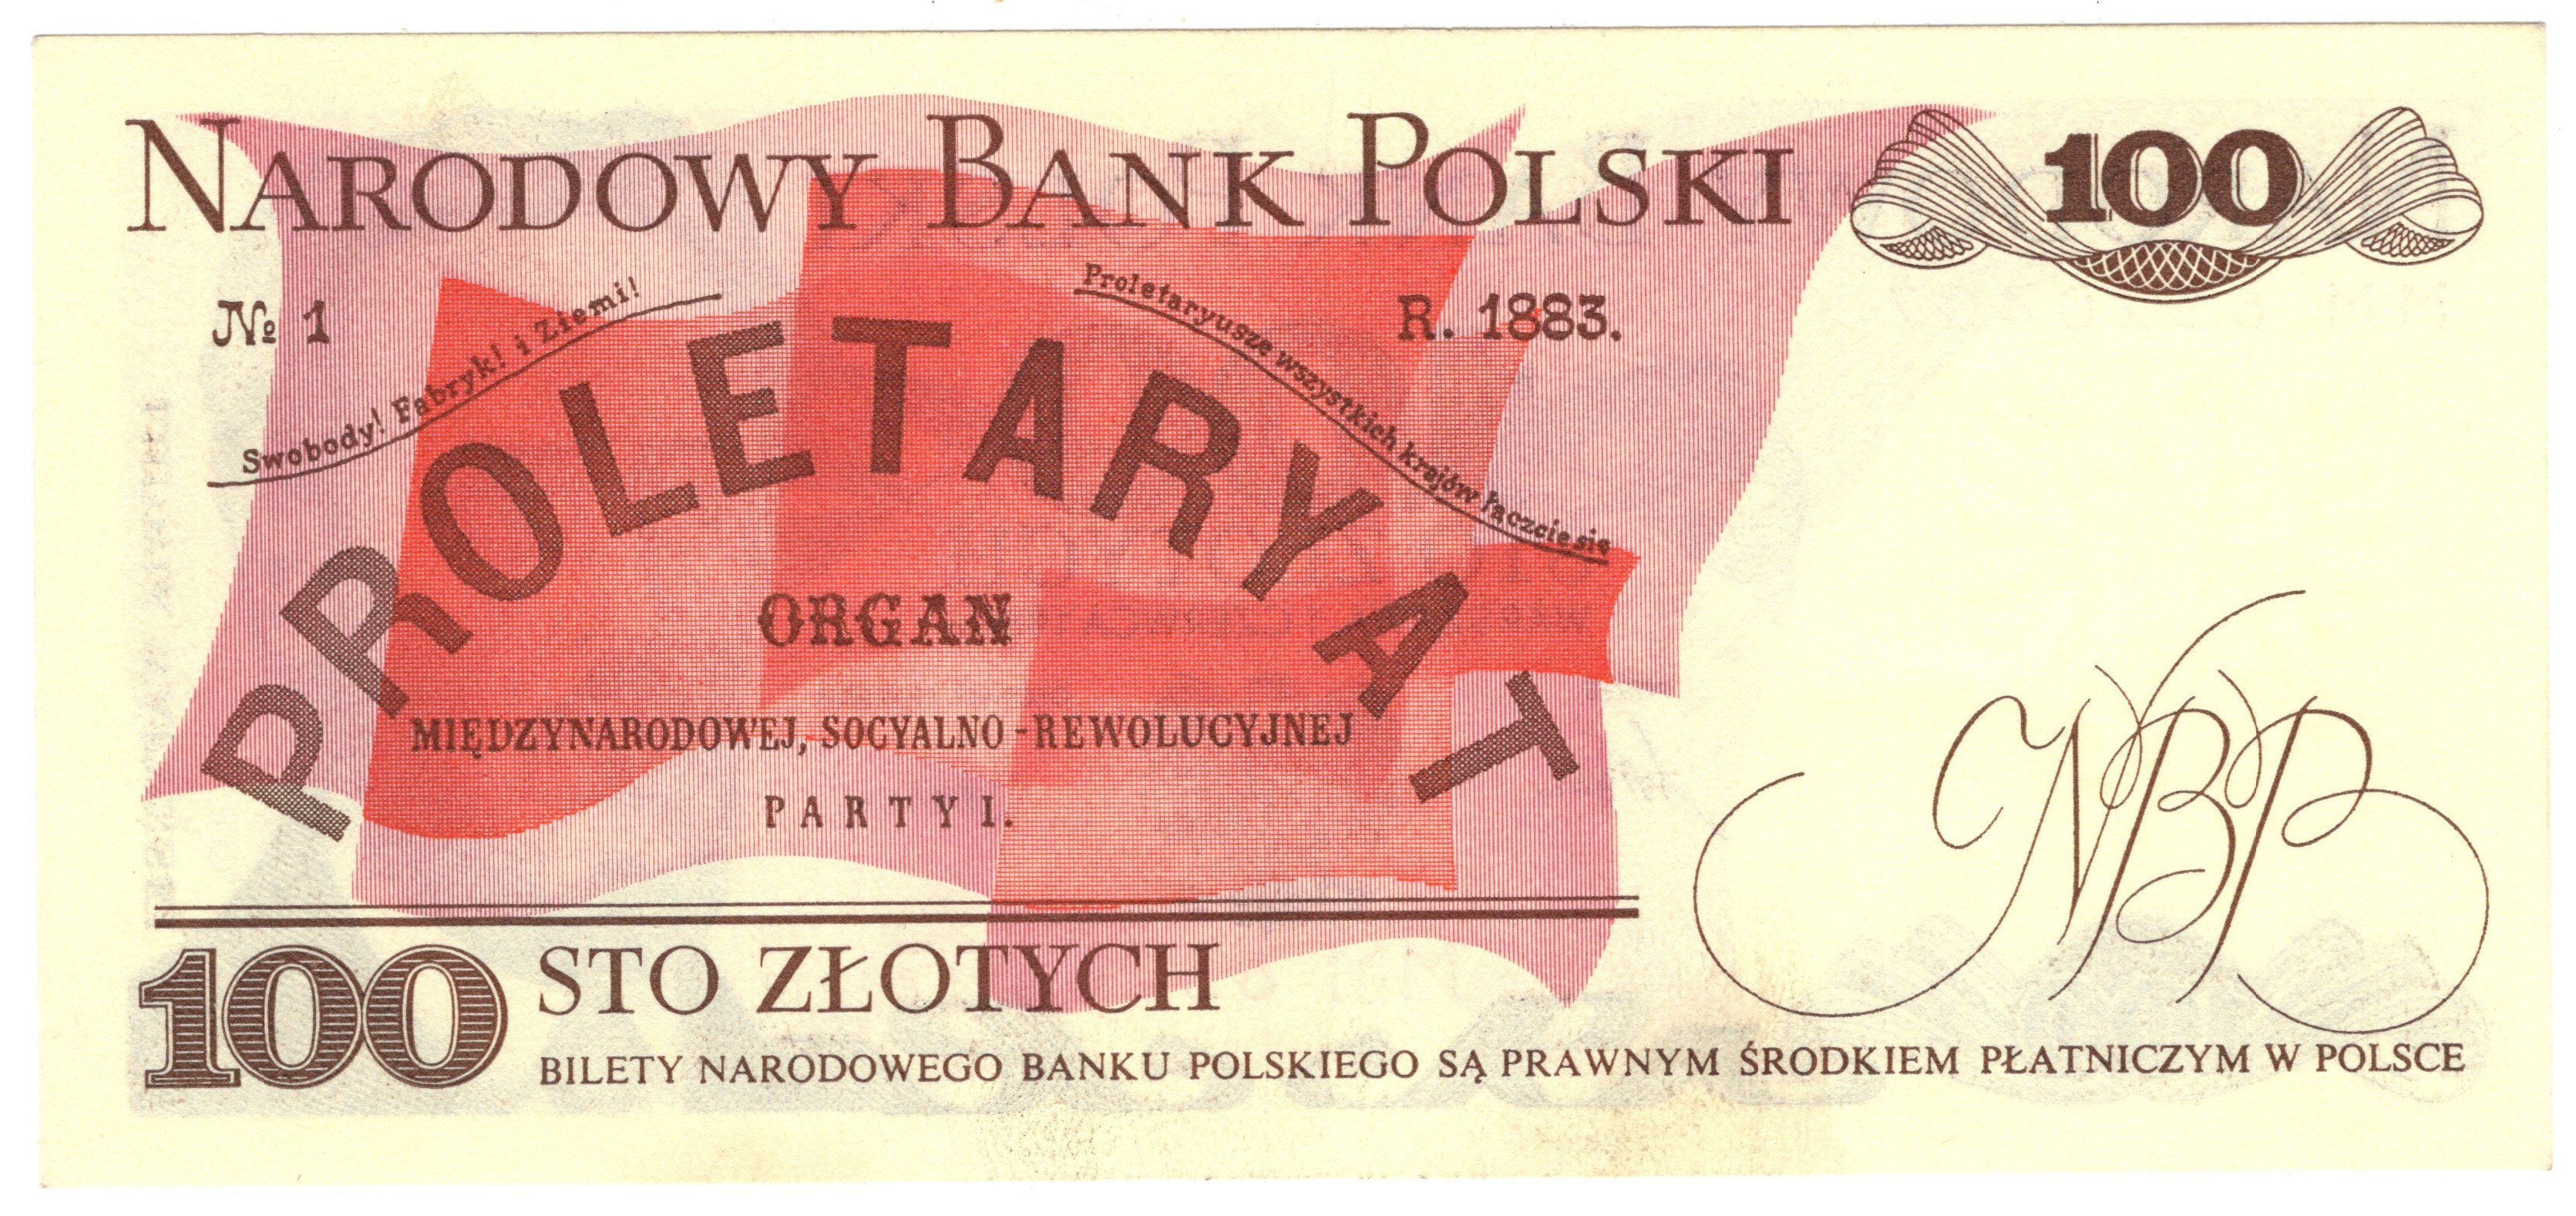 NARODOWY BANK POLSKI
100
№ 1
Swobody! Fabryk! i Ziemi!
Proletaryusze wszystkich krajów łączcie się
R. 1883.
PROLETARYAT
ORGAN
MIĘDZYNARODOWEJ, SOCYALNO-REWOLUCYJNEJ
PARTYI.
NBP
100 STO ZŁOTYCH
BILETY NARODOWEGO BANKU POLSKIEGO SĄ PRAWNYM ŚRODKIEM PŁATNICZYM W POLSCE